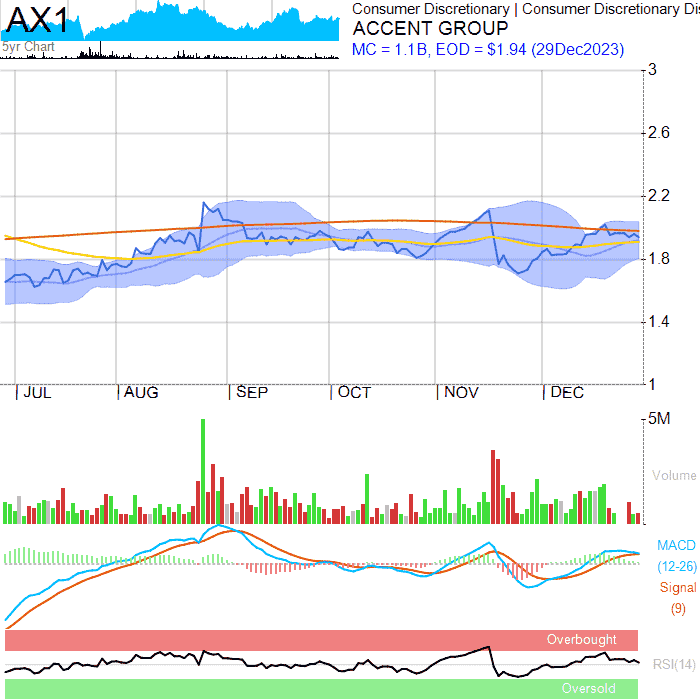 AX1
5yr Chart
Consumer Discretionary | Consumer Discretionary Dis
ACCENT GROUP
MC = 1.1B, EOD = $1.94 (29Dec2023)
3
2.6
2.2
1.8
1.4
1
JUL AUG SEP OCT NOV DEC
5M
Volume
MACD
(12-26)
Signal
(9)
Overbought
RSI(14)
Oversold